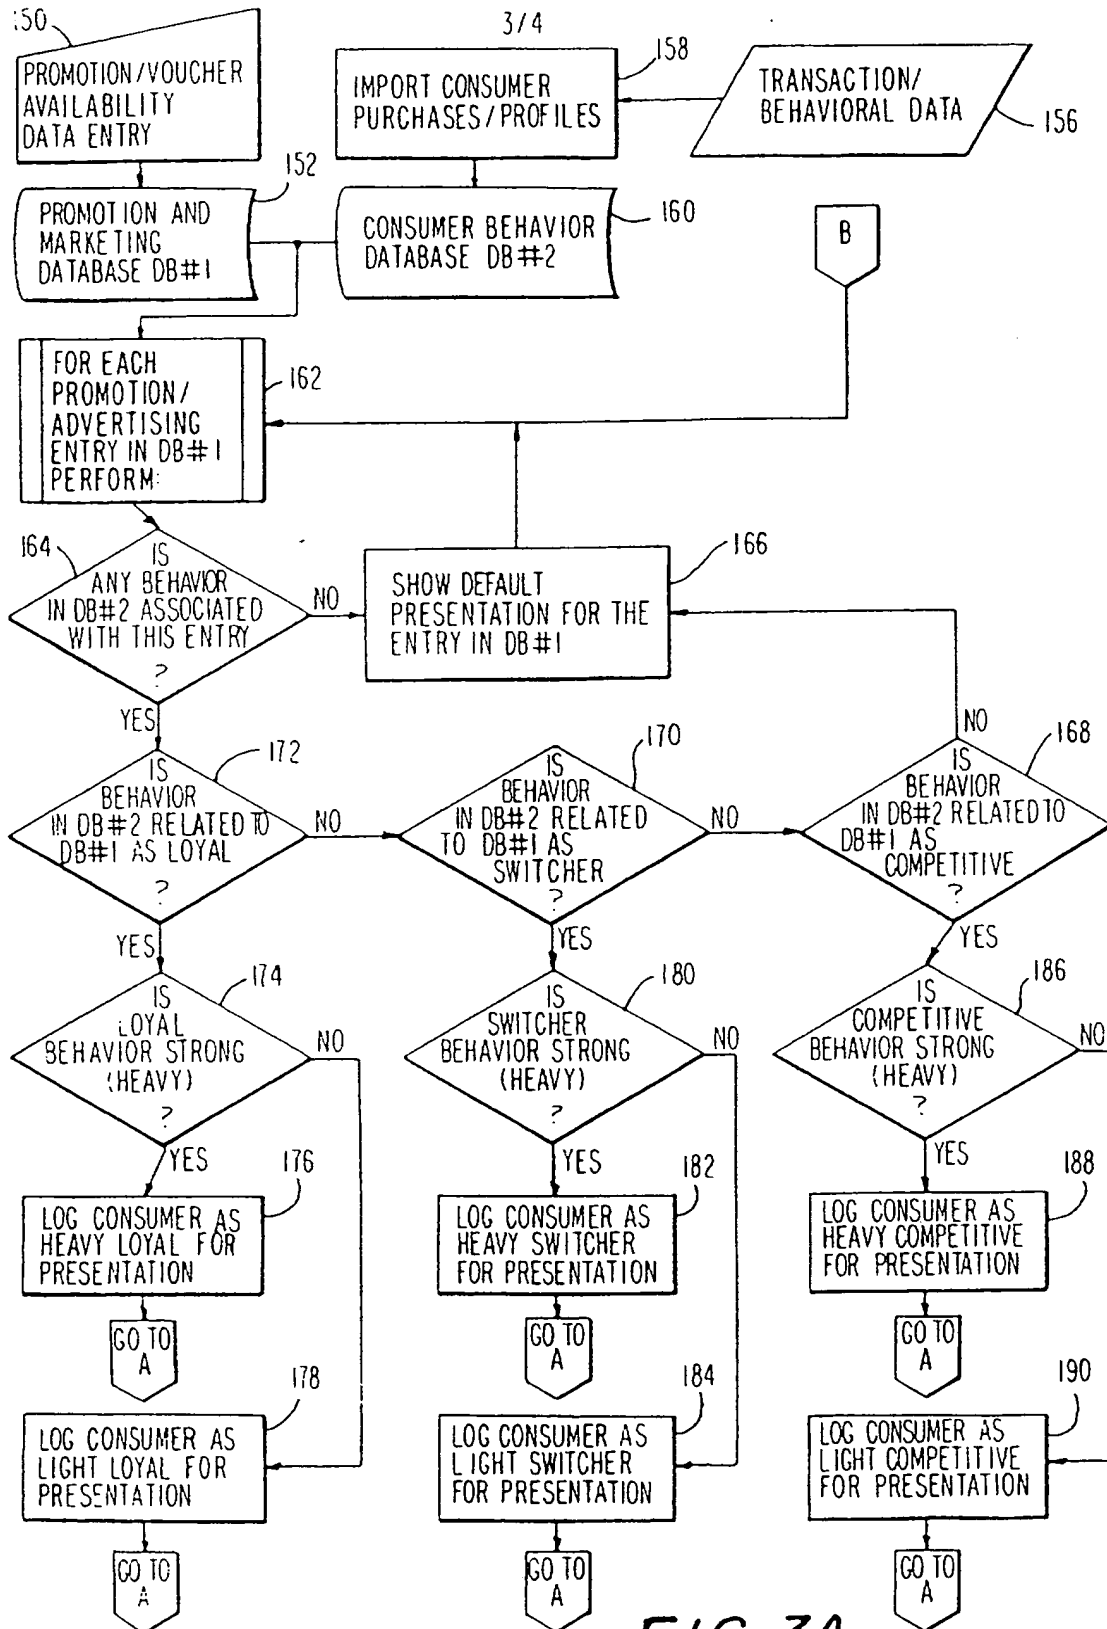 150
3/4
PROMOTION/VOUCHER
AVAILABILITY
DATA ENTRY
IMPORT CONSUMER
PURCHASES/PROFILES
158
TRANSACTION/
BEHAVIORAL DATA
156
152
PROMOTION AND
MARKETING
DATABASE DB#1
CONSUMER BEHAVIOR
DATABASE DB#2
160
B
FOR EACH
PROMOTION/
ADVERTISING
ENTRY IN DB#1
PERFORM:
162
164
IS
ANY BEHAVIOR
IN DB#2 ASSOCIATED
WITH THIS ENTRY
?
NO
YES
SHOW DEFAULT
PRESENTATION FOR THE
ENTRY IN DB#1
166
172
IS
BEHAVIOR
IN DB#2 RELATED TO
DB#1 AS LOYAL
?
NO
YES
170
IS
BEHAVIOR
IN DB#2 RELATED
TO DB#1 AS
SWITCHER
?
NO
YES
NO
168
IS
BEHAVIOR
IN DB#2 RELATED TO
DB#1 AS
COMPETITIVE
?
YES
174
IS
LOYAL
BEHAVIOR STRONG
(HEAVY)
?
NO
YES
180
IS
SWITCHER
BEHAVIOR STRONG
(HEAVY)
?
NO
YES
186
IS
COMPETITIVE
BEHAVIOR STRONG
(HEAVY)
?
NO
YES
176
LOG CONSUMER AS
HEAVY LOYAL FOR
PRESENTATION
182
LOG CONSUMER AS
HEAVY SWITCHER
FOR PRESENTATION
188
LOG CONSUMER AS
HEAVY COMPETITIVE
FOR PRESENTATION
GO TO
A
GO TO
A
GO TO
A
178
LOG CONSUMER AS
LIGHT LOYAL FOR
PRESENTATION
184
LOG CONSUMER AS
LIGHT SWITCHER
FOR PRESENTATION
190
LOG CONSUMER AS
LIGHT COMPETITIVE
FOR PRESENTATION
GO TO
A
GO TO
A
GO TO
A
FIG. 3A